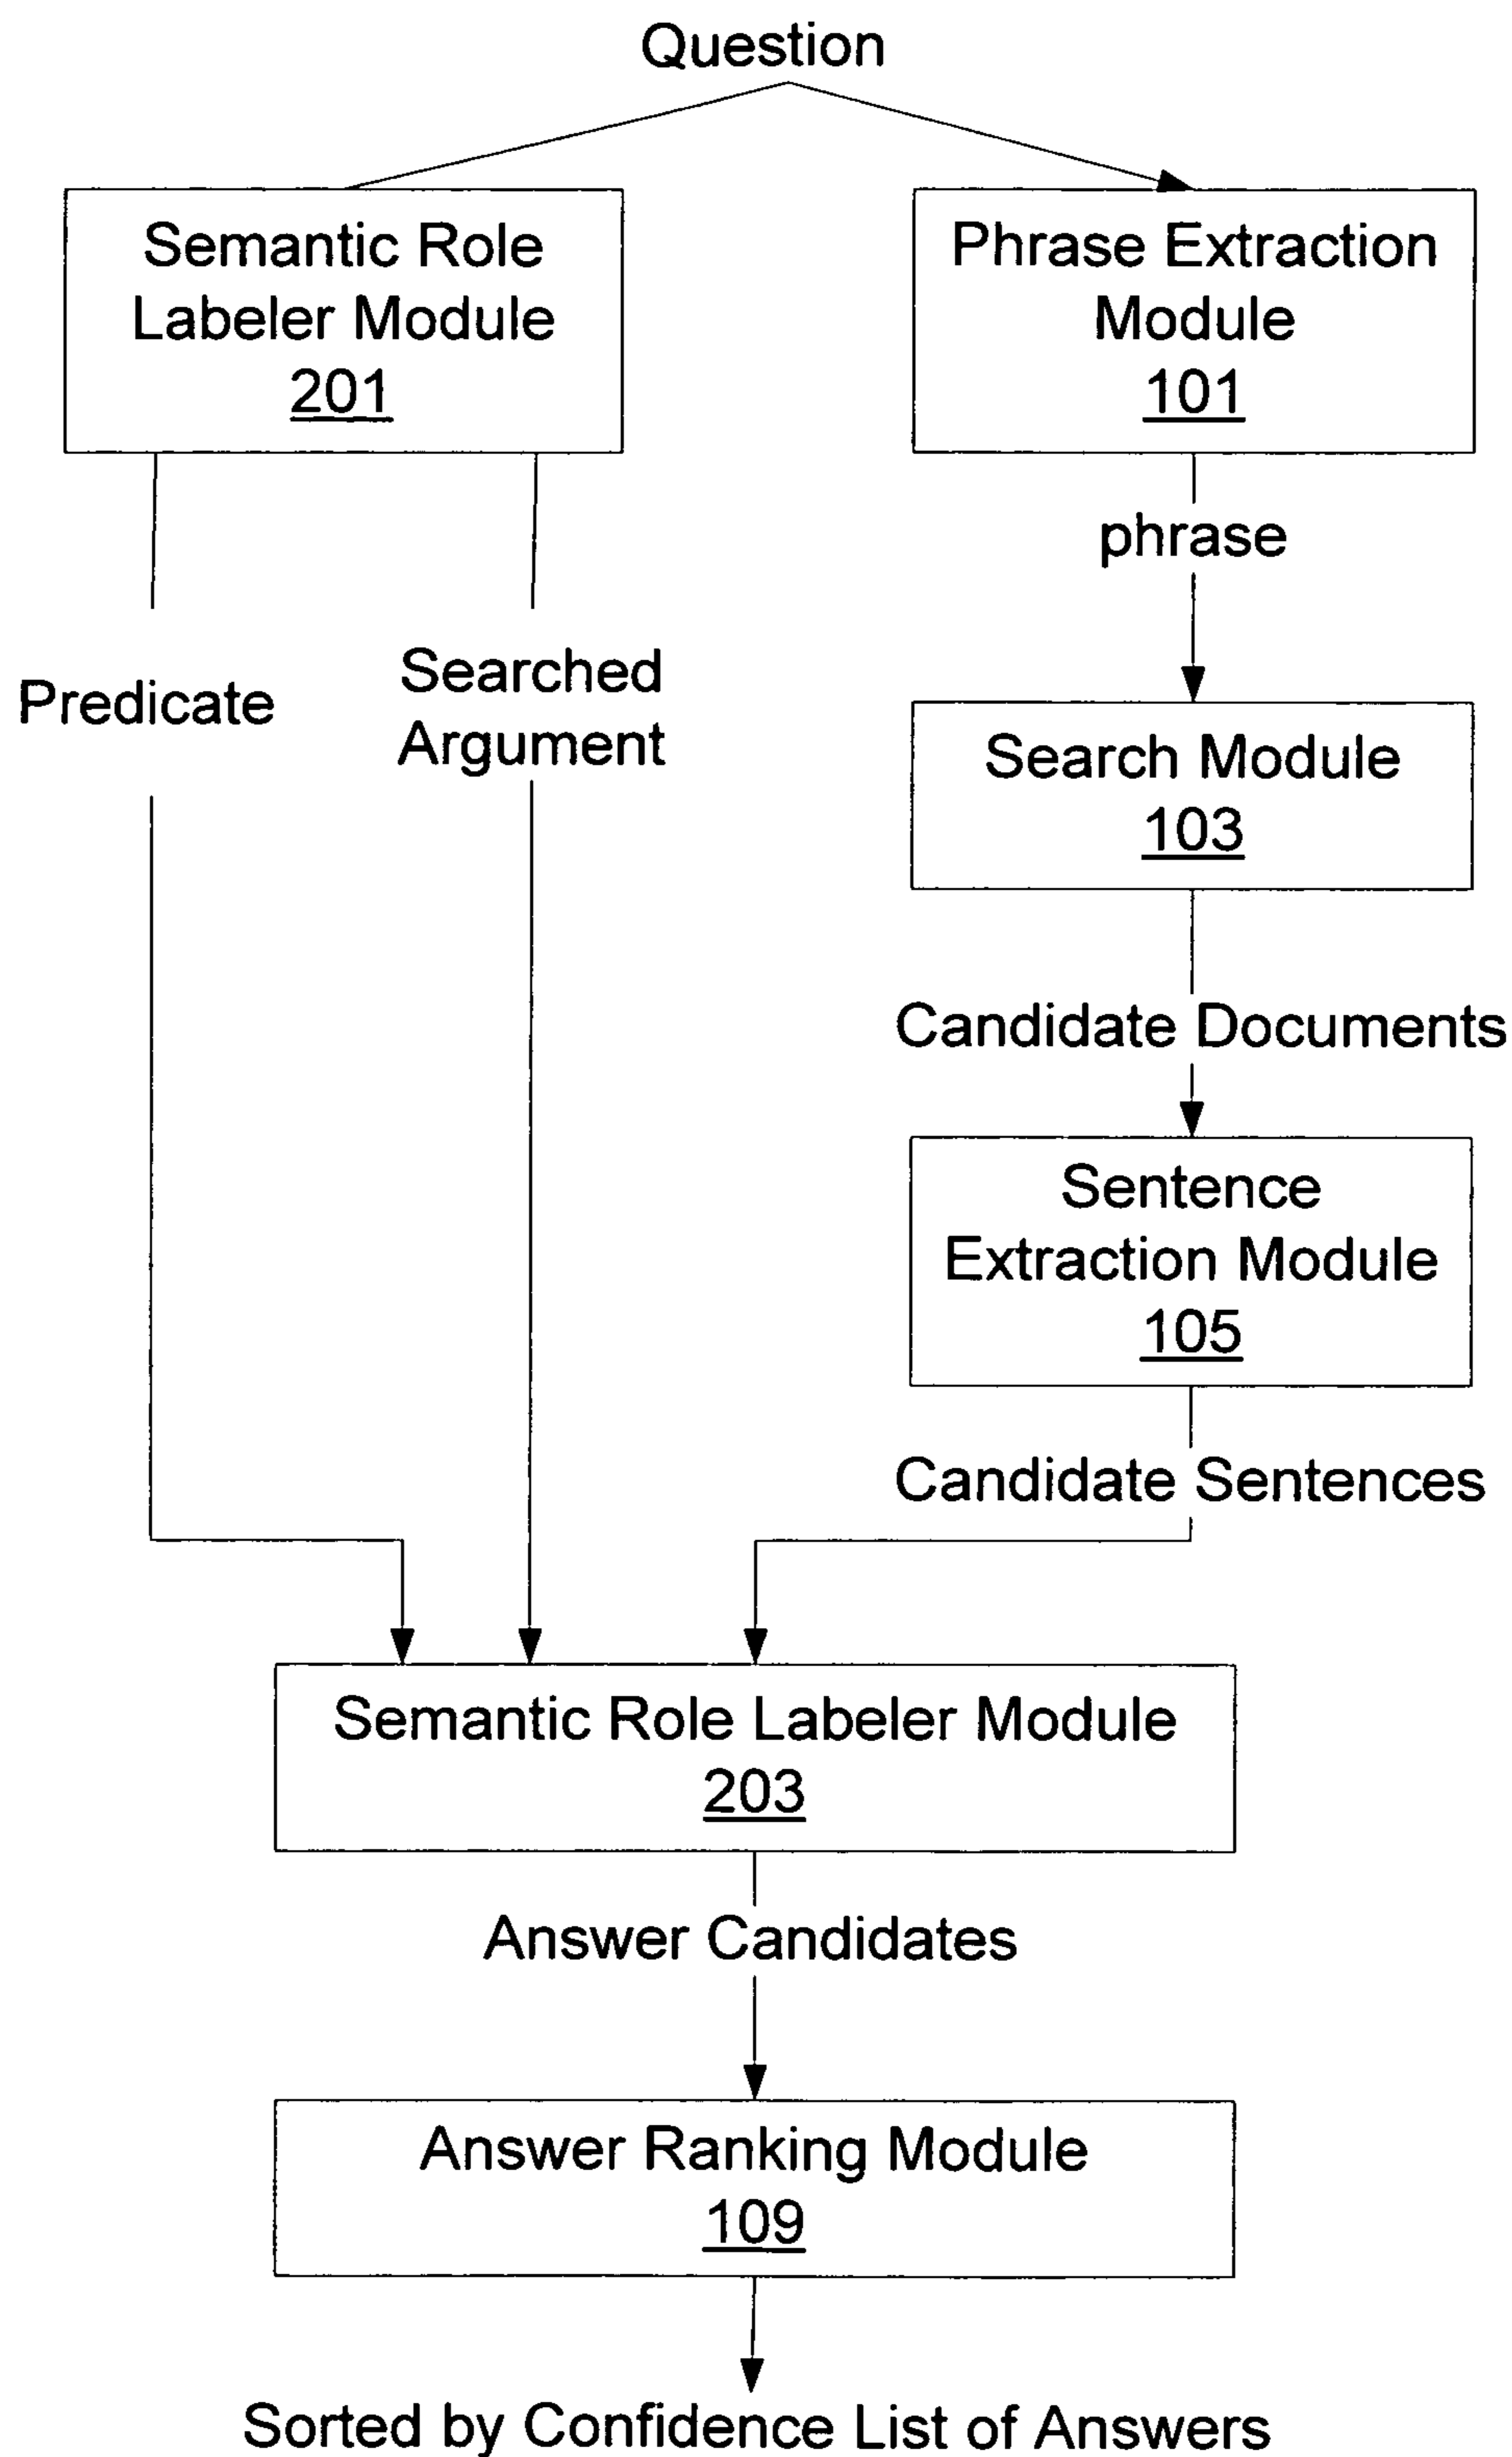 Question
Semantic Role
Labeler Module
201
Phrase Extraction
Module
101
phrase
Predicate
Searched
Argument
Search Module
103
Candidate Documents
Sentence
Extraction Module
105
Candidate Sentences
Semantic Role Labeler Module
203
Answer Candidates
Answer Ranking Module
109
Sorted by Confidence List of Answers